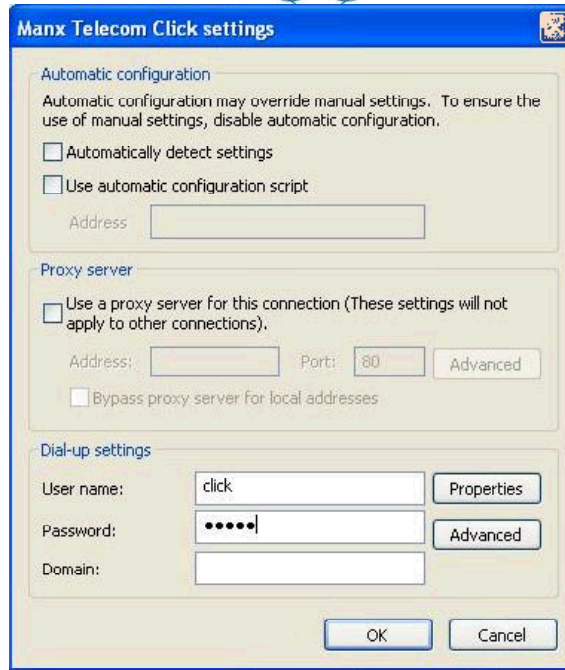 Manx Telecom Click settings
Automatic configuration
Automatic configuration may override manual settings. To ensure the
use of manual settings, disable automatic configuration.
Automatically detect settings
Use automatic configuration script
Address
Proxy server
Use a proxy server for this connection (These settings will not
apply to other connections).
Address: Port: 80 Advanced
Bypass proxy server for local addresses
Dial-up settings
User name: click Properties
Password: ••••• Advanced
Domain:
OK Cancel